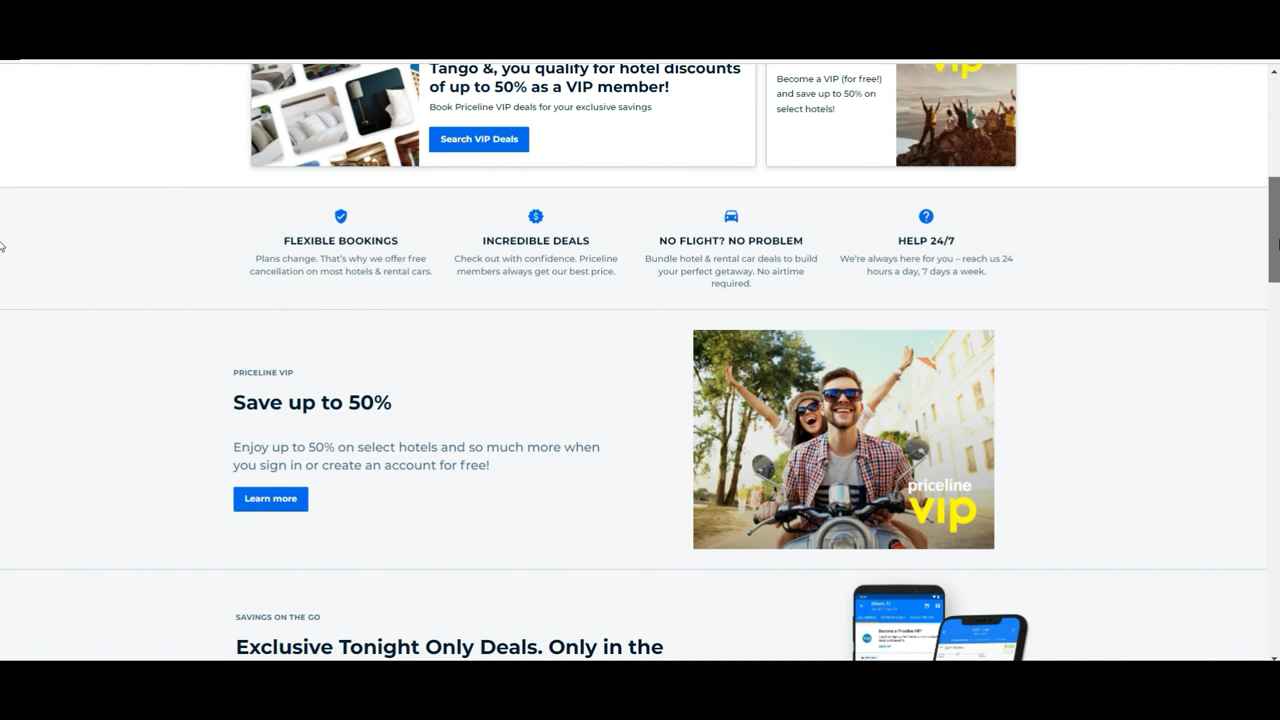 Tango &, you qualify for hotel discounts
of up to 50% as a VIP member!
Book Priceline VIP deals for your exclusive savings
Search VIP Deals
Become a VIP (for free!)
and save up to 50% on
select hotels!
vip
FLEXIBLE BOOKINGS
Plans change. That's why we offer free
cancellation on most hotels & rental cars.
INCREDIBLE DEALS
Check out with confidence. Priceline
members always get our best price.
NO FLIGHT? NO PROBLEM
Bundle hotel & rental car deals to build
your perfect getaway. No airtime
required.
HELP 24/7
We're always here for you – reach us 24
hours a day, 7 days a week.
PRICELINE VIP
Save up to 50%
Enjoy up to 50% on select hotels and so much more when
you sign in or create an account for free!
Learn more
priceline
vip
SAVINGS ON THE GO
Exclusive Tonight Only Deals. Only in the
Miami, FL
Become a Priceline VIP!